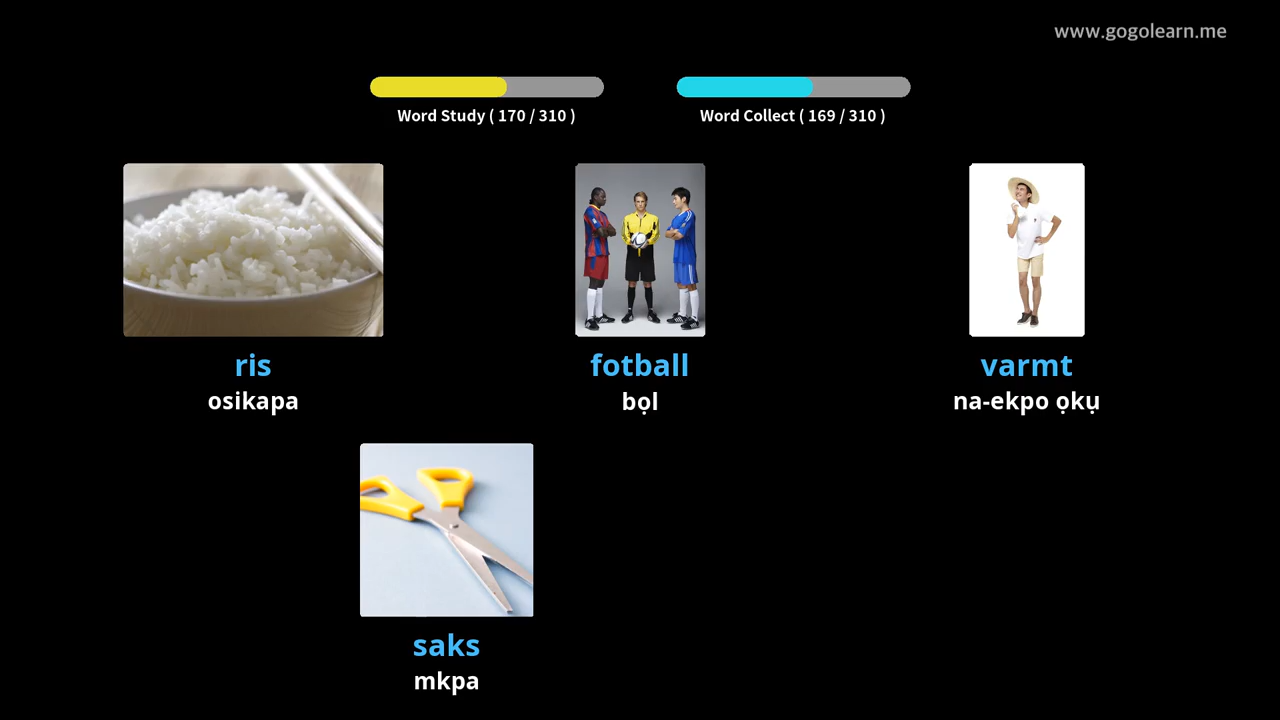 www.gogolearn.me
Word Study ( 170 / 310 )
Word Collect ( 169 / 310 )
ris
osikapa
fotball
bọl
varmt
na-ekpo ọkụ
saks
mkpa